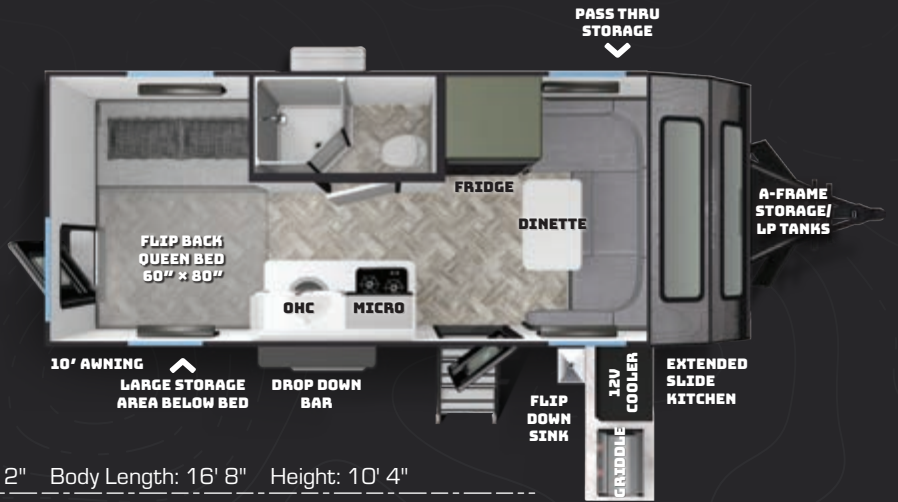 PASS THRU
STORAGE
FRIDGE
DINETTE
A-FRAME
STORAGE/
LP TANKS
FLIP BACK
QUEEN BED
60" × 80"
OHC
MICRO
10' AWNING
LARGE STORAGE
AREA BELOW BED
DROP DOWN
BAR
FLIP
DOWN
SINK
12V
COOLER
EXTENDED
SLIDE
KITCHEN
GRIDDLE
2" Body Length: 16' 8" Height: 10' 4"